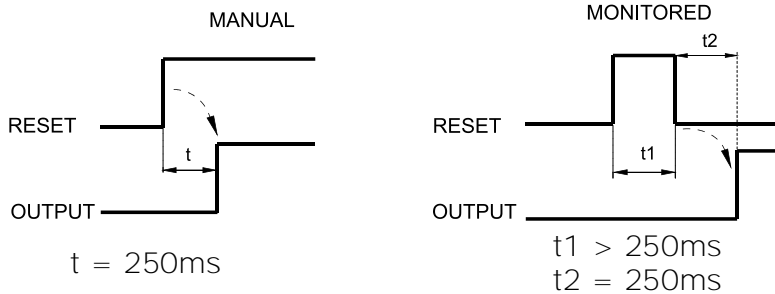 MANUAL
RESET
t
OUTPUT
t = 250ms
MONITORED
t2
RESET
t1
OUTPUT
t1 > 250ms
t2 = 250ms